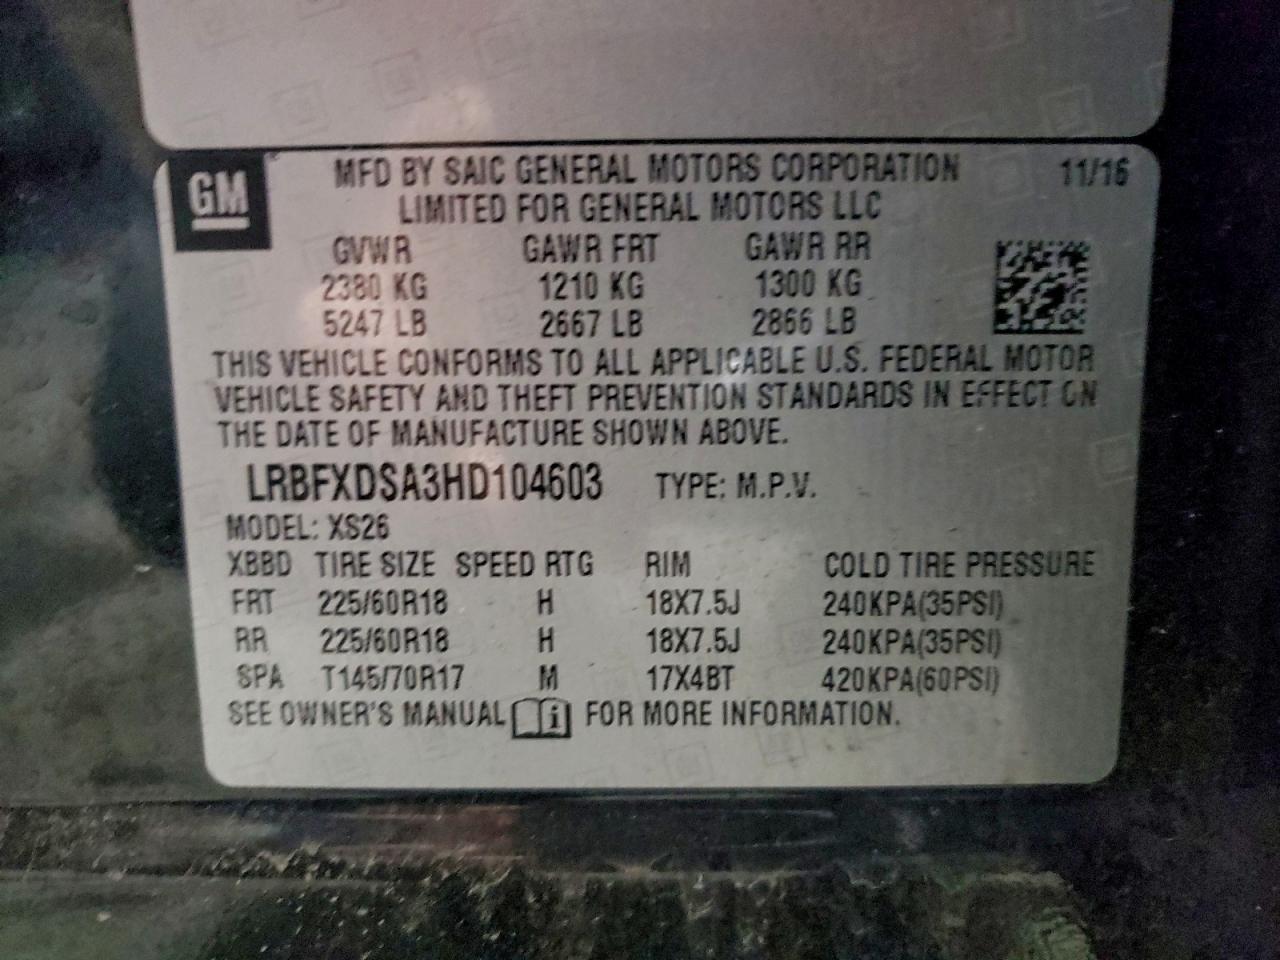 GM
MFD BY SAIC GENERAL MOTORS CORPORATION 11/16
LIMITED FOR GENERAL MOTORS LLC
GVWR GAWR FRT GAWR RR
2380 KG 1210 KG 1300 KG
5247 LB 2667 LB 2866 LB
THIS VEHICLE CONFORMS TO ALL APPLICABLE U.S. FEDERAL MOTOR
VEHICLE SAFETY AND THEFT PREVENTION STANDARDS IN EFFECT ON
THE DATE OF MANUFACTURE SHOWN ABOVE.
LRBFXDSA3HD104603 TYPE: M.P.V.
MODEL: XS26
XBBD TIRE SIZE SPEED RTG RIM COLD TIRE PRESSURE
FRT 225/60R18 H 18X7.5J 240KPA(35PSI)
RR 225/60R18 H 18X7.5J 240KPA(35PSI)
SPA T145/70R17 M 17X4BT 420KPA(60PSI)
SEE OWNER'S MANUAL i FOR MORE INFORMATION.